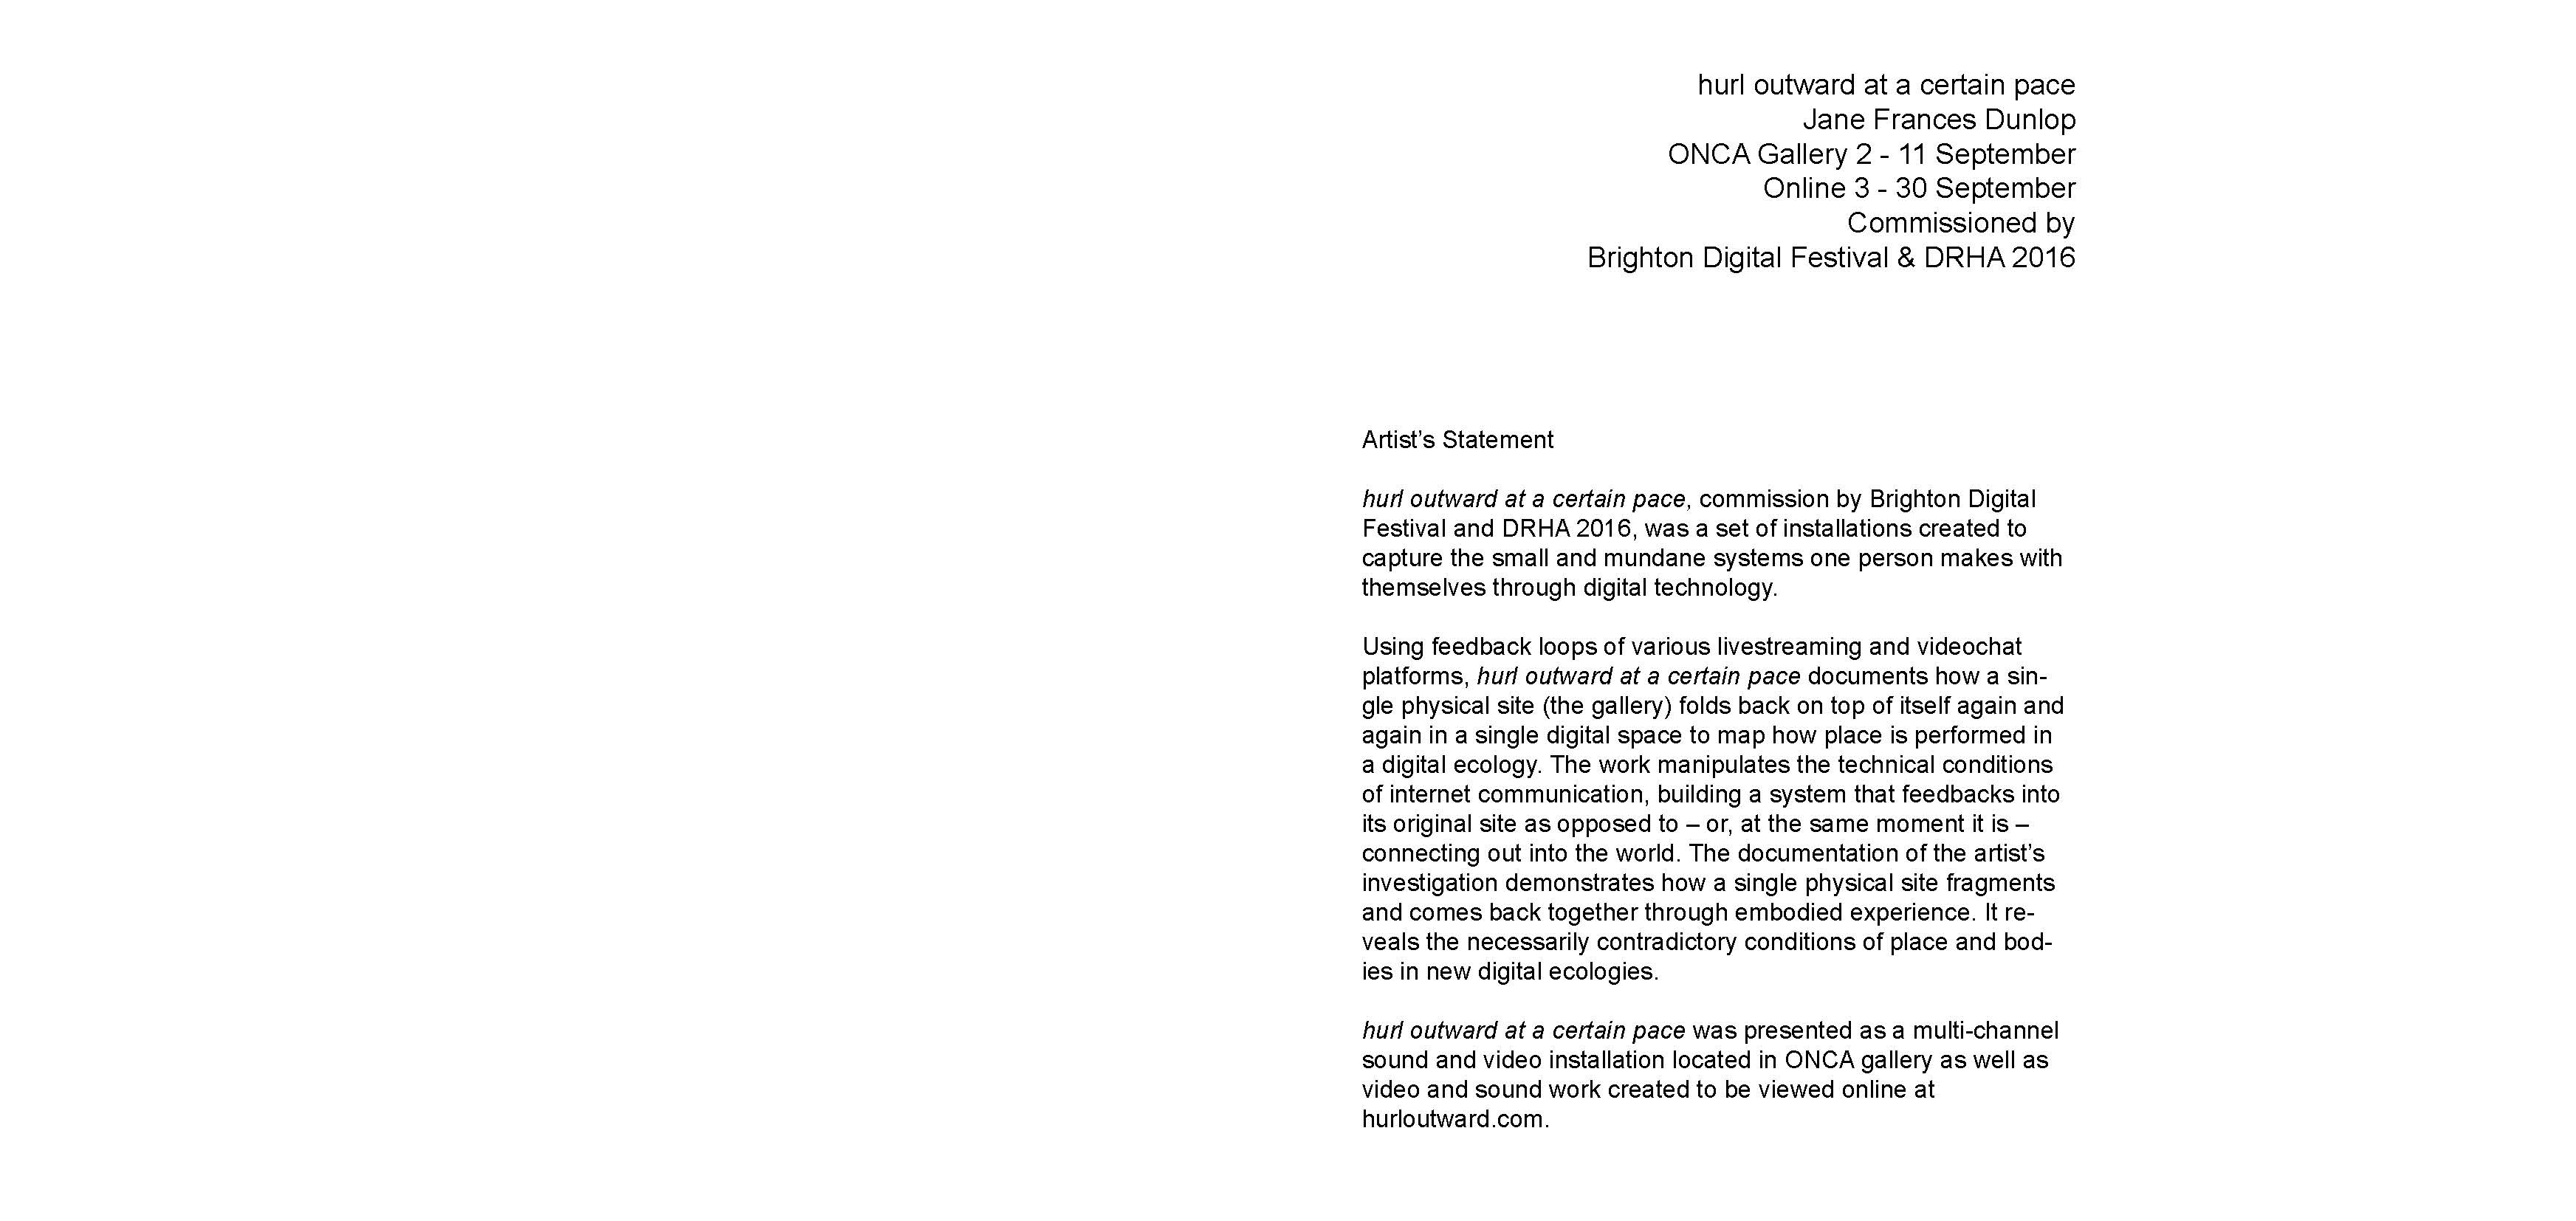 hurl outward at a certain pace
Jane Frances Dunlop
ONCA Gallery 2 - 11 September
Online 3 - 30 September
Commissioned by
Brighton Digital Festival & DRHA 2016
Artist’s Statement
hurl outward at a certain pace, commission by Brighton Digital
Festival and DRHA 2016, was a set of installations created to
capture the small and mundane systems one person makes with
themselves through digital technology.
Using feedback loops of various livestreaming and videochat
platforms, hurl outward at a certain pace documents how a sin-
gle physical site (the gallery) folds back on top of itself again and
again in a single digital space to map how place is performed in
a digital ecology. The work manipulates the technical conditions
of internet communication, building a system that feedbacks into
its original site as opposed to – or, at the same moment it is –
connecting out into the world. The documentation of the artist’s
investigation demonstrates how a single physical site fragments
and comes back together through embodied experience. It re-
veals the necessarily contradictory conditions of place and bod-
ies in new digital ecologies.
hurl outward at a certain pace was presented as a multi-channel
sound and video installation located in ONCA gallery as well as
video and sound work created to be viewed online at
hurloutward.com.